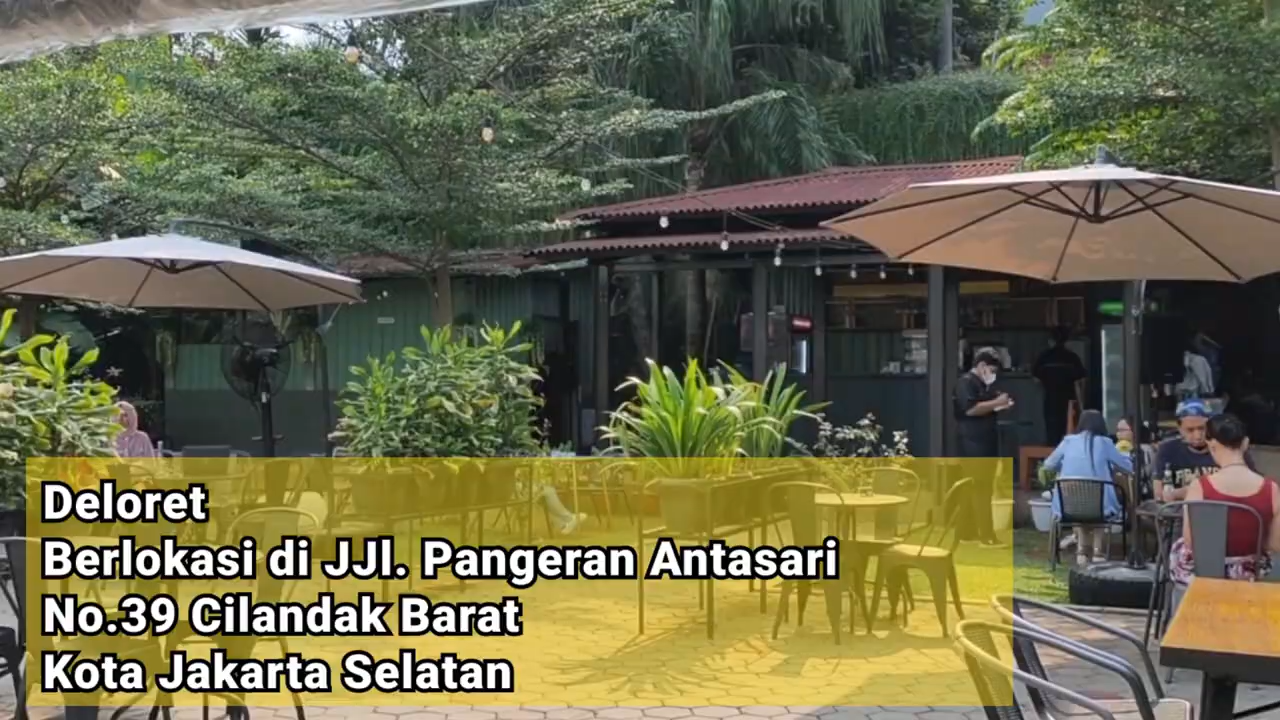 Deloret
Berlokasi di JJl. Pangeran Antasari
No.39 Cilandak Barat
Kota Jakarta Selatan